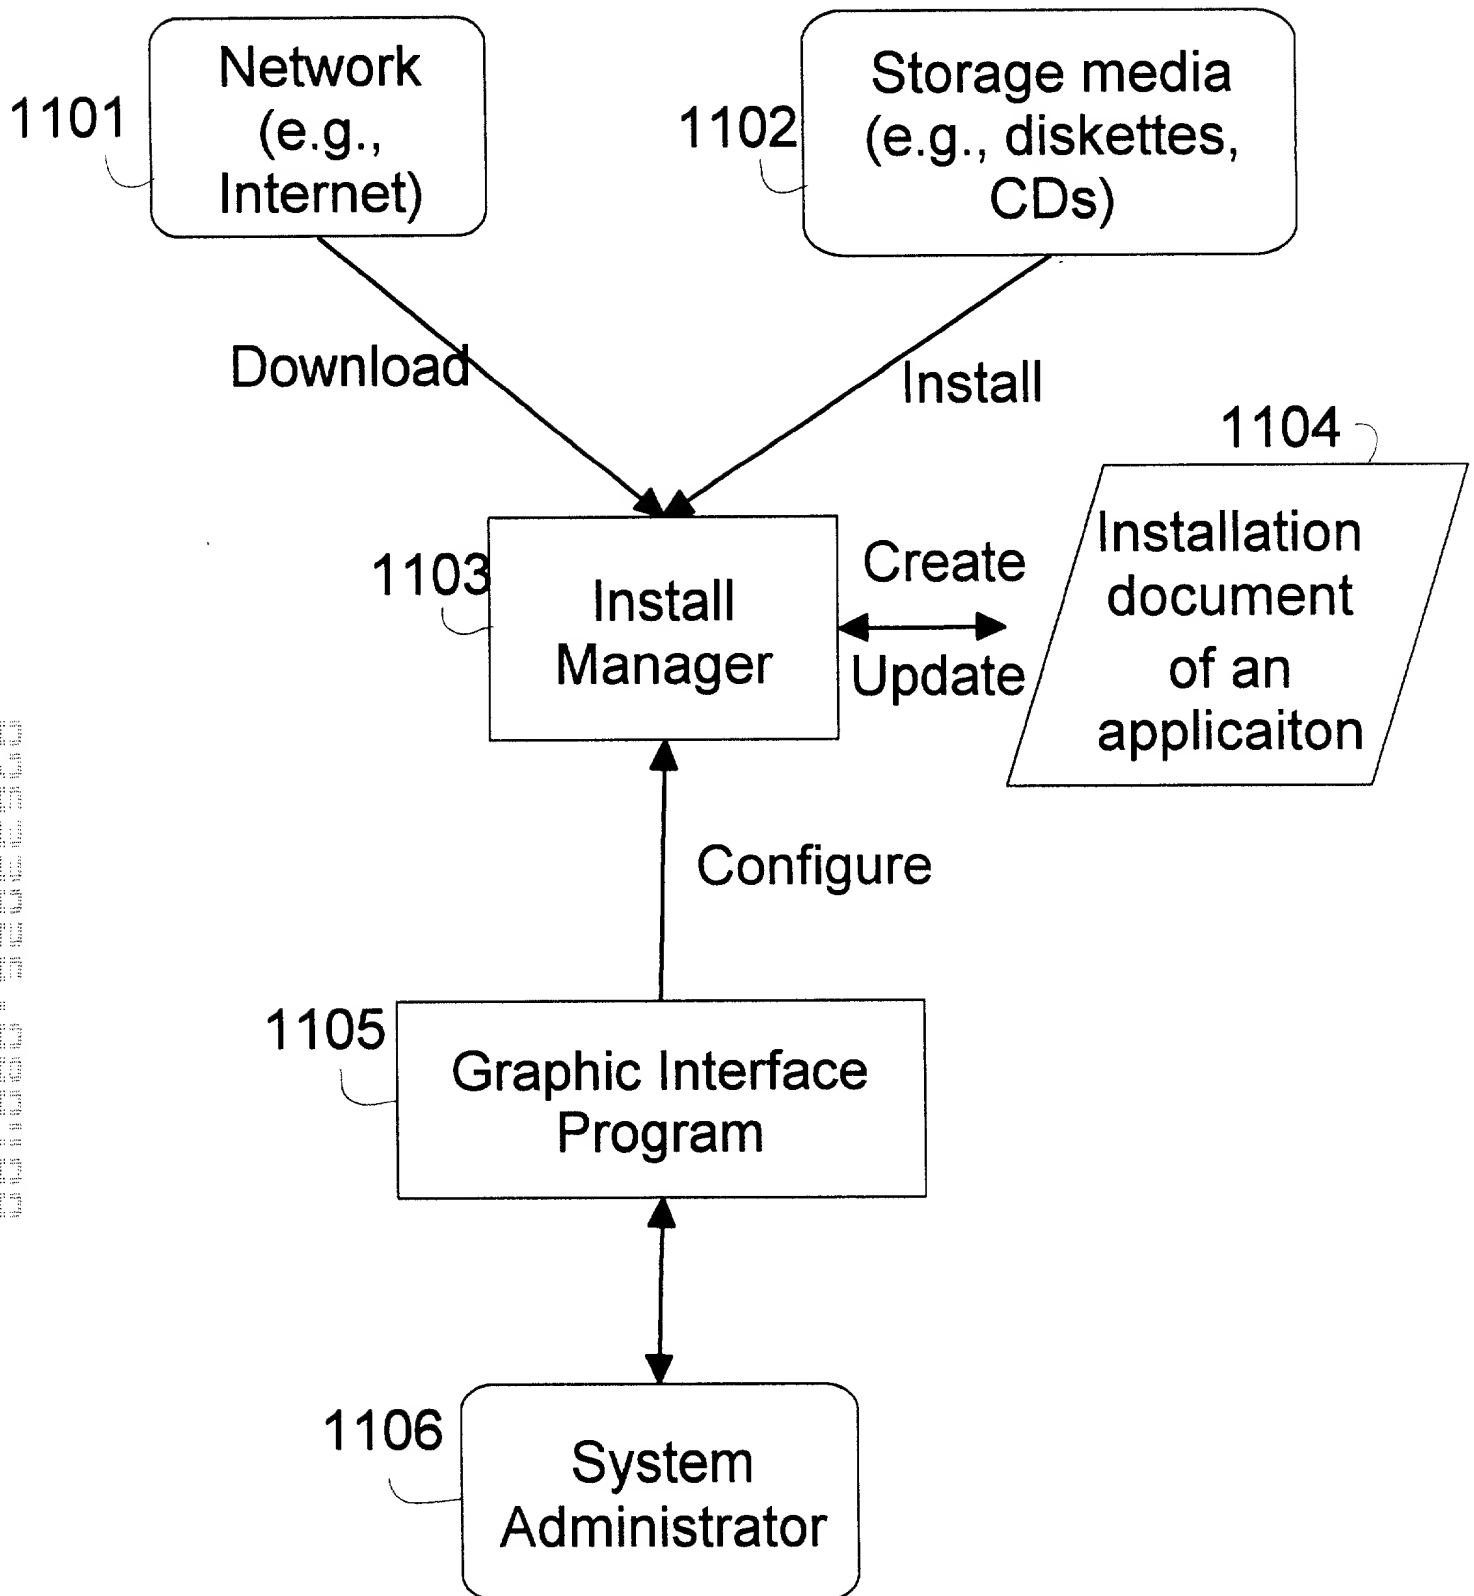 Network
(e.g.,
Internet)
1101
Storage media
(e.g., diskettes,
CDs)
1102
Download
Install
1104
Installation
document
of an
applicaiton
1103
Install
Manager
Create
Update
Configure
1105
Graphic Interface
Program
1106
System
Administrator